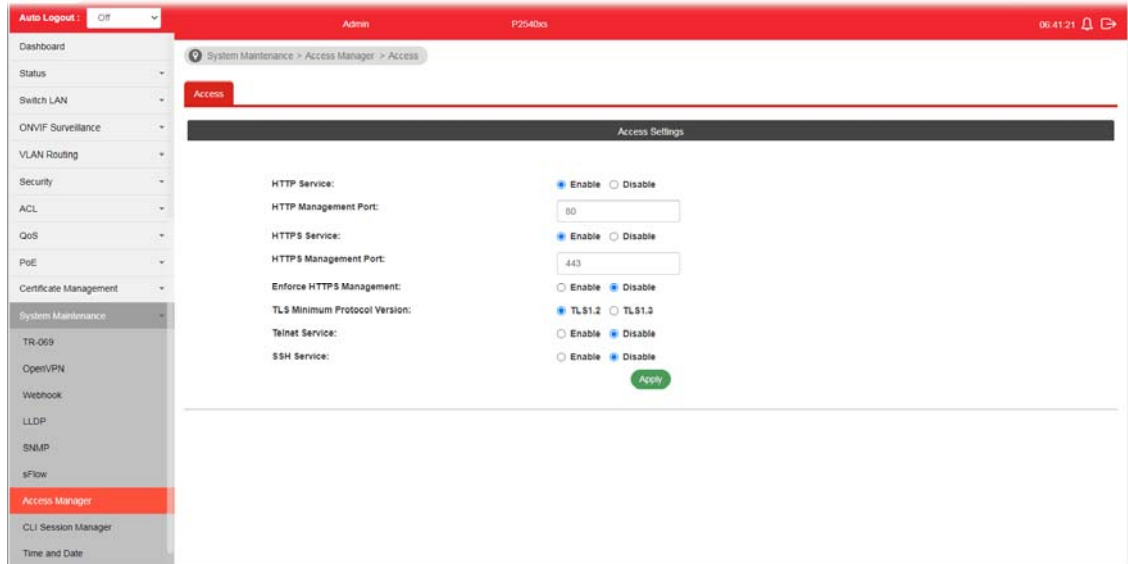 Auto Logout : Off
Admin P2540xs 06:41:21
Dashboard
Status
Switch LAN
ONVIF Surveillance
VLAN Routing
Security
ACL
QoS
PoE
Certificate Management
System Maintenance
TR-069
OpenVPN
Webhook
LLDP
SNMP
sFlow
Access Manager
CLI Session Manager
Time and Date
System Maintenance > Access Manager > Access
Access
Access Settings
HTTP Service: Enable Disable
HTTP Management Port: 80
HTTPS Service: Enable Disable
HTTPS Management Port: 443
Enforce HTTPS Management: Enable Disable
TLS Minimum Protocol Version: TLS1.2 TLS1.3
Telnet Service: Enable Disable
SSH Service: Enable Disable
Apply